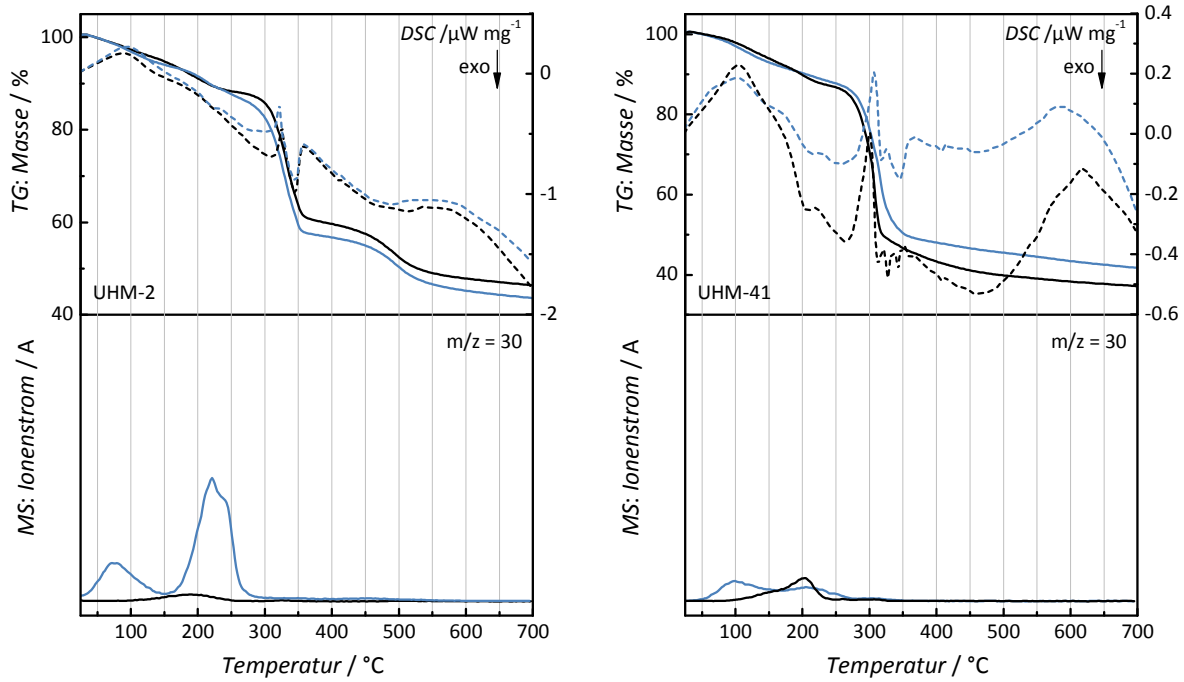 TG: Masse / %
100
80
60
40
DSC /µW mg⁻¹
exo
0
-1
-2
UHM-2
MS: Ionenstrom / A
m/z = 30
100 200 300 400 500 600 700
Temperatur / °C
TG: Masse / %
100
80
60
40
DSC /µW mg⁻¹
exo
0.4
0.2
0.0
-0.2
-0.4
-0.6
UHM-41
MS: Ionenstrom / A
m/z = 30
100 200 300 400 500 600 700
Temperatur / °C